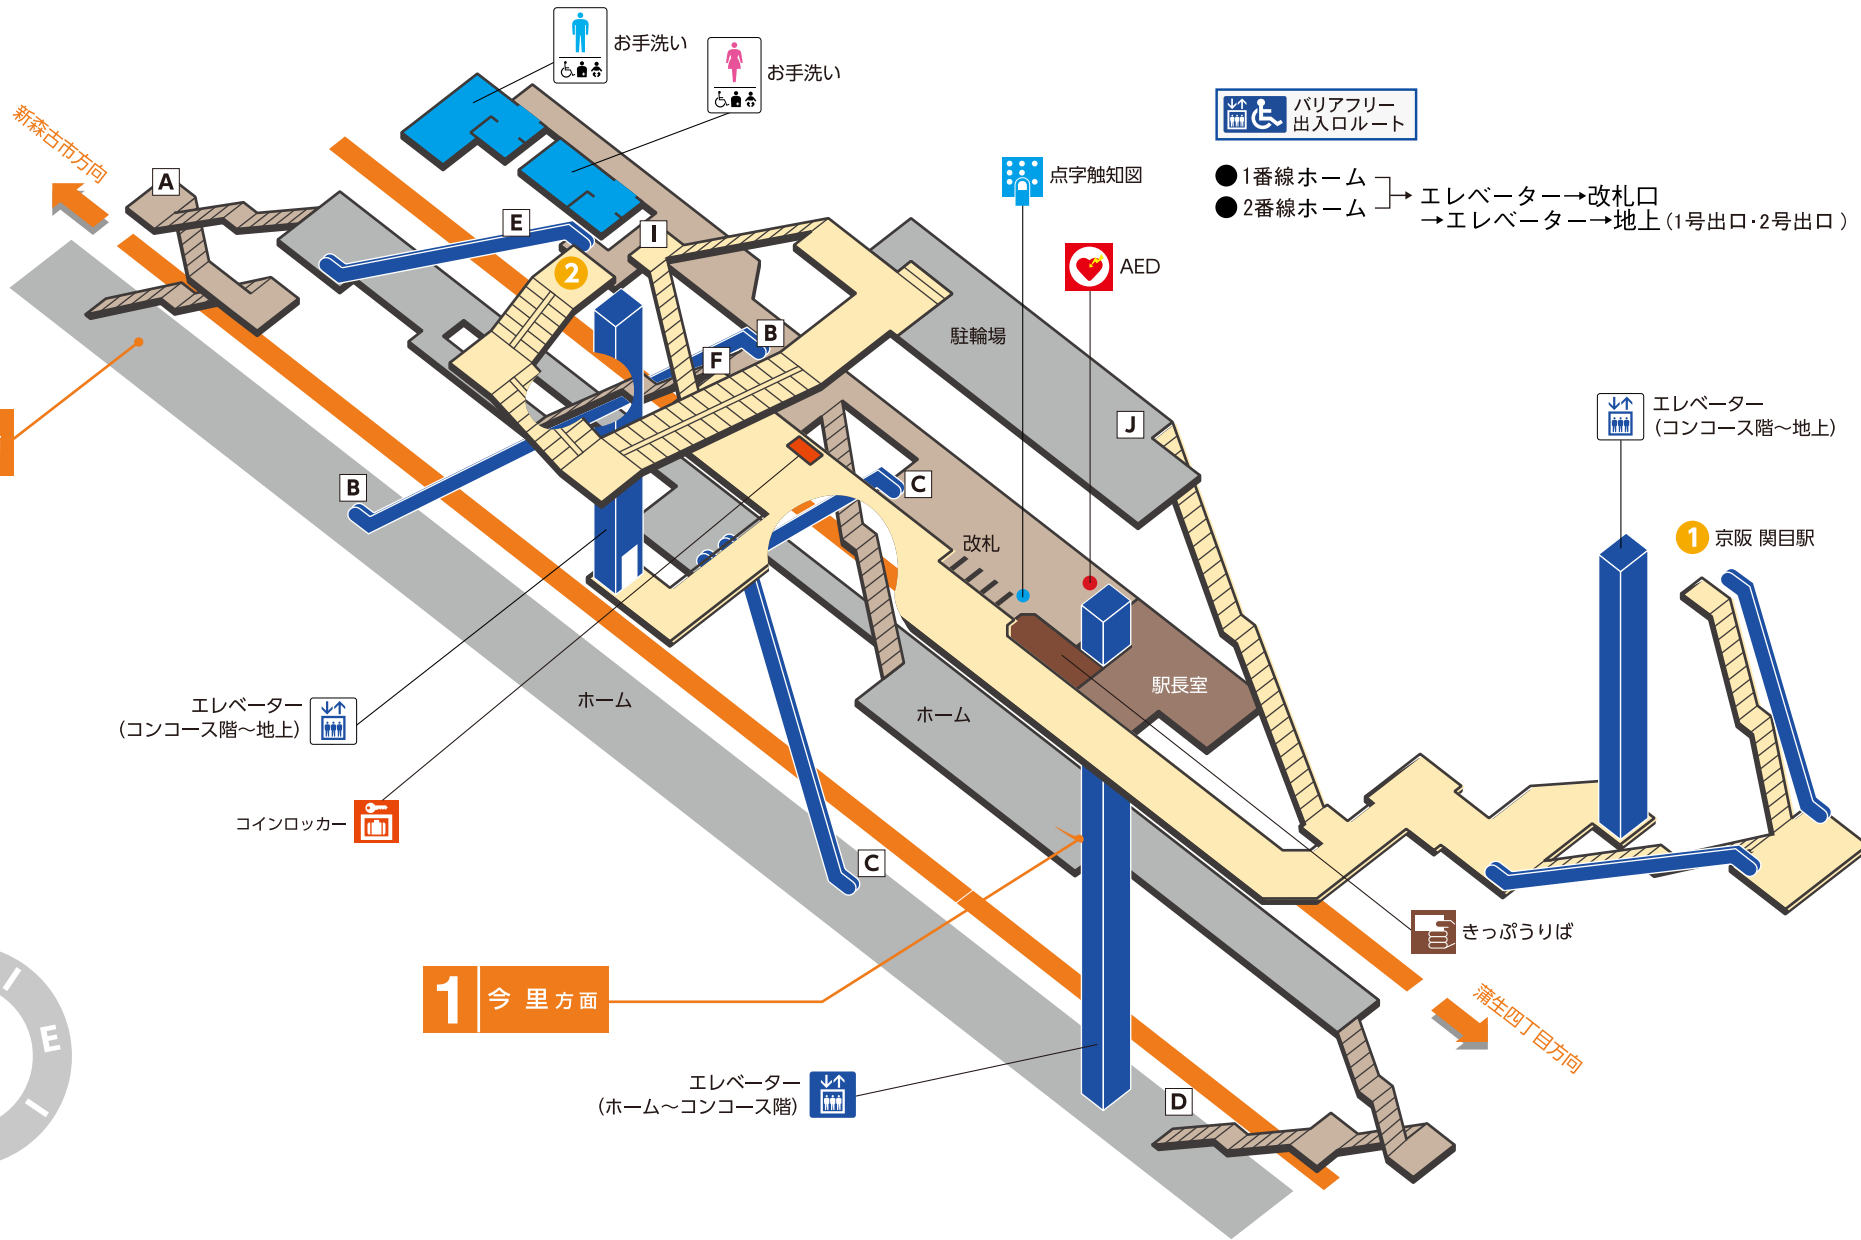 お手洗い
お手洗い
新森古市方向
A
E
I
2
B
F
B
C
バリアフリー
出入口ルート
●1番線ホーム
●2番線ホーム
→エレベーター→改札口
→エレベーター→地上(1号出口・2号出口)
点字触知図
AED
駐輪場
J
エレベーター
(コンコース階〜地上)
1 京阪 関目駅
改札
駅長室
ホーム
ホーム
エレベーター
(コンコース階〜地上)
コインロッカー
C
きっぷうりば
蒲生四丁目方向
1 今里方面
エレベーター
(ホーム〜コンコース階)
D
E